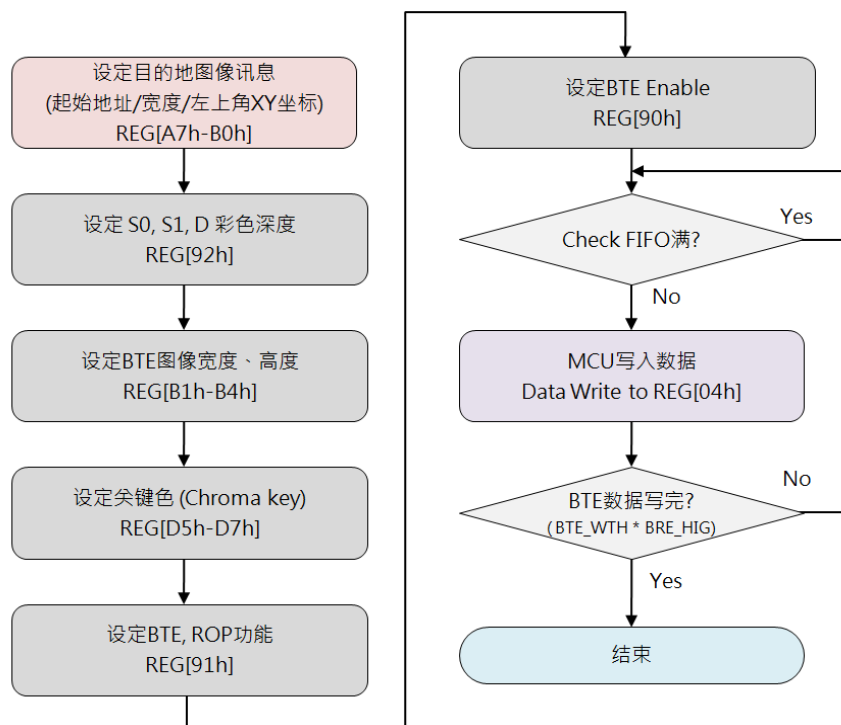 设定目的地图像讯息
(起始地址/宽度/左上角XY坐标)
REG[A7h-B0h]
设定 S0, S1, D 彩色深度
REG[92h]
设定BTE图像宽度、高度
REG[B1h-B4h]
设定关键色 (Chroma key)
REG[D5h-D7h]
设定BTE, ROP功能
REG[91h]
设定BTE Enable
REG[90h]
Check FIFO满?
Yes
No
MCU写入数据
Data Write to REG[04h]
BTE数据写完?
( BTE_WTH * BRE_HIG)
No
Yes
结束